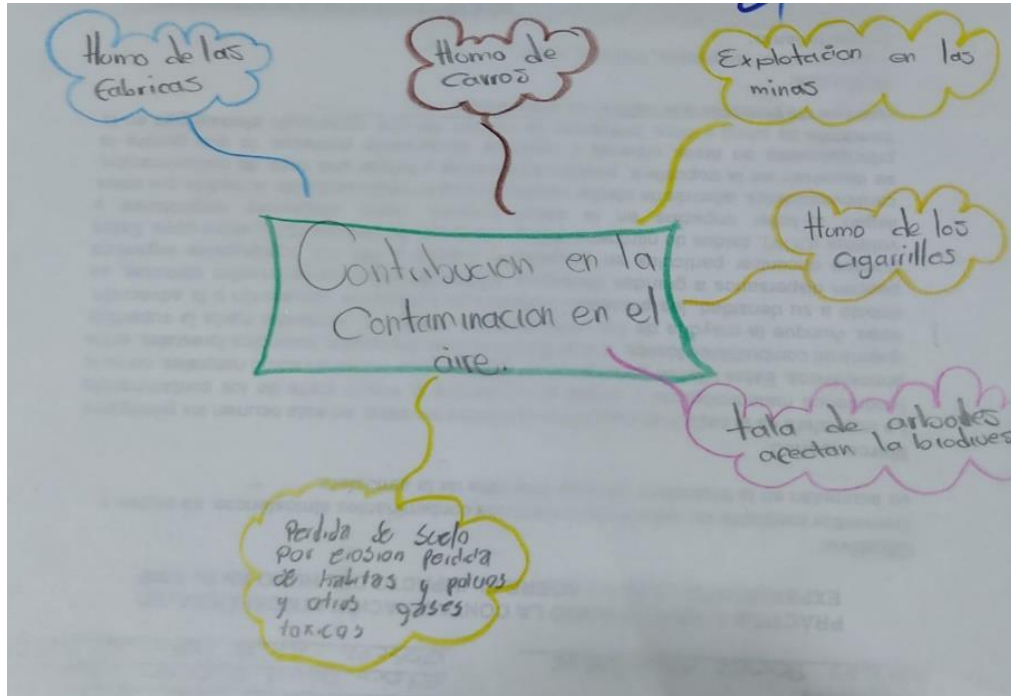 Humo de las
fabricas
Humo de
carros
Explotacion en las
minas
Contribucion en la
Contaminacion en el
aire.
Humo de los
cigarrillos
tala de arboles
afectan la biodives
Perdida de suelo
Por erosion perdida
de habitas y polvos
y otros gases
toxicas